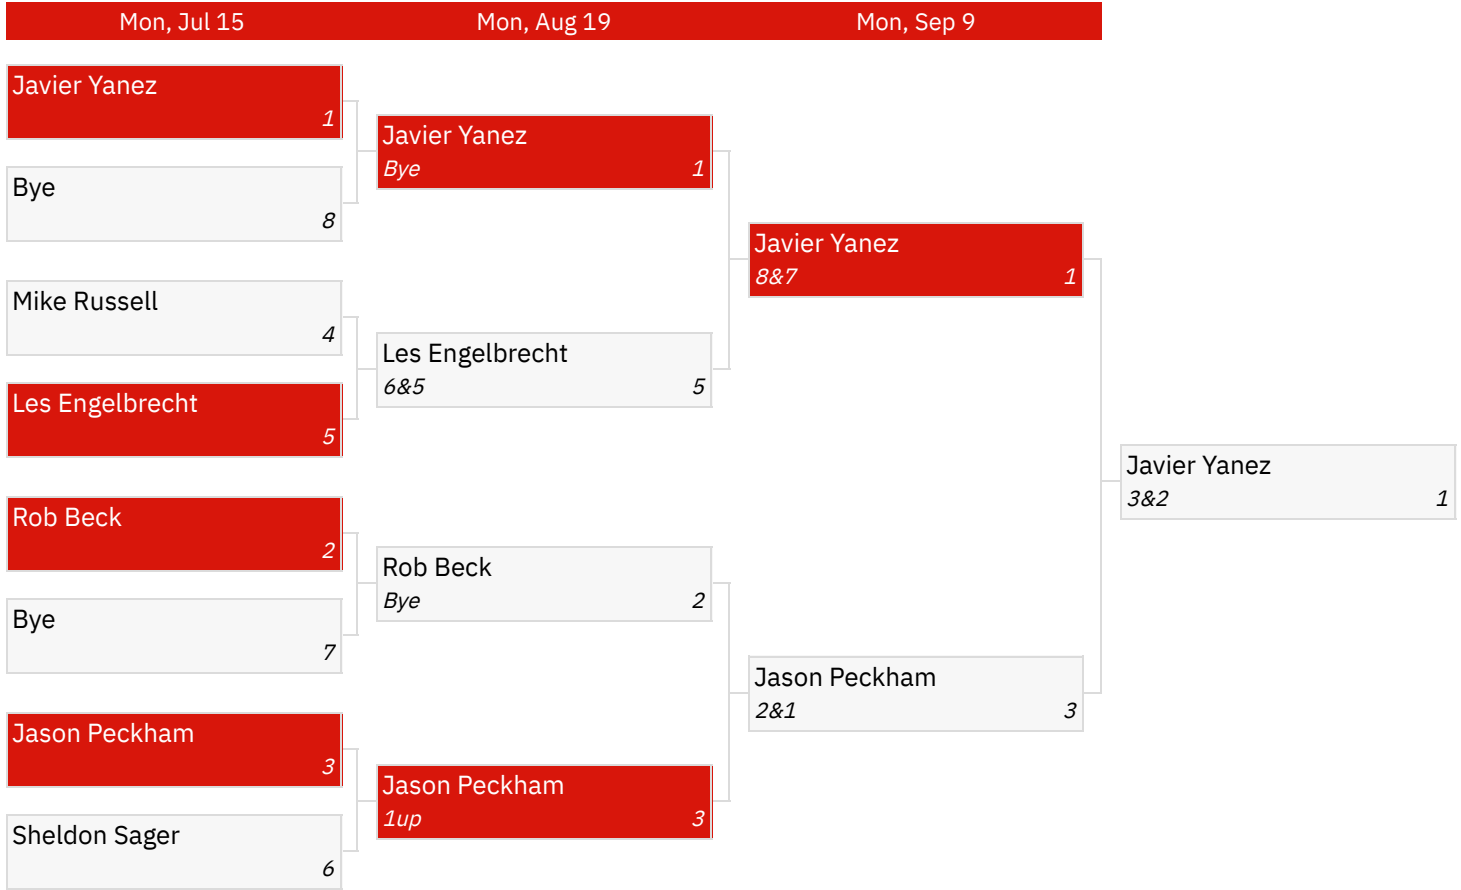 Mon, Jul 15
Mon, Aug 19
Mon, Sep 9
Javier Yanez
1
Bye
8
Mike Russell
4
Les Engelbrecht
5
Rob Beck
2
Bye
7
Jason Peckham
3
Sheldon Sager
6
Javier Yanez
Bye 1
Les Engelbrecht
6&5 5
Rob Beck
Bye 2
Jason Peckham
1up 3
Javier Yanez
8&7 1
Jason Peckham
2&1 3
Javier Yanez
3&2 1